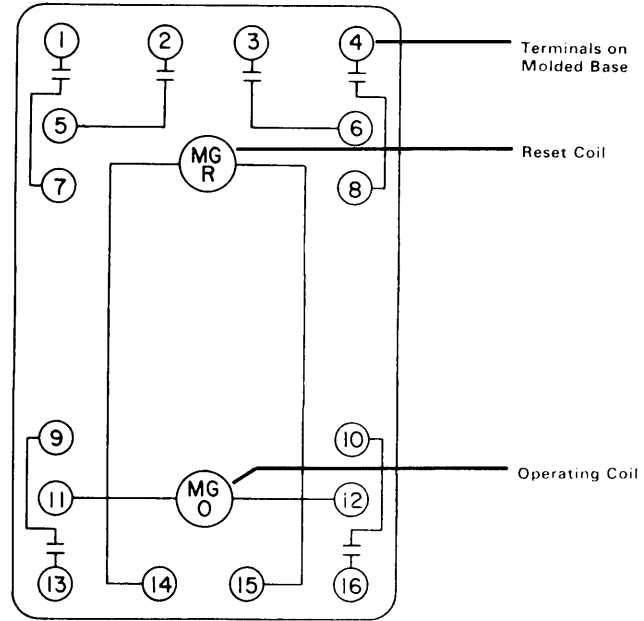 1 2 3 4
Terminals on
Molded Base
5 6
MG
R
Reset Coil
7 8
9 10
MG
O
Operating Coil
11 12
13 14 15 16